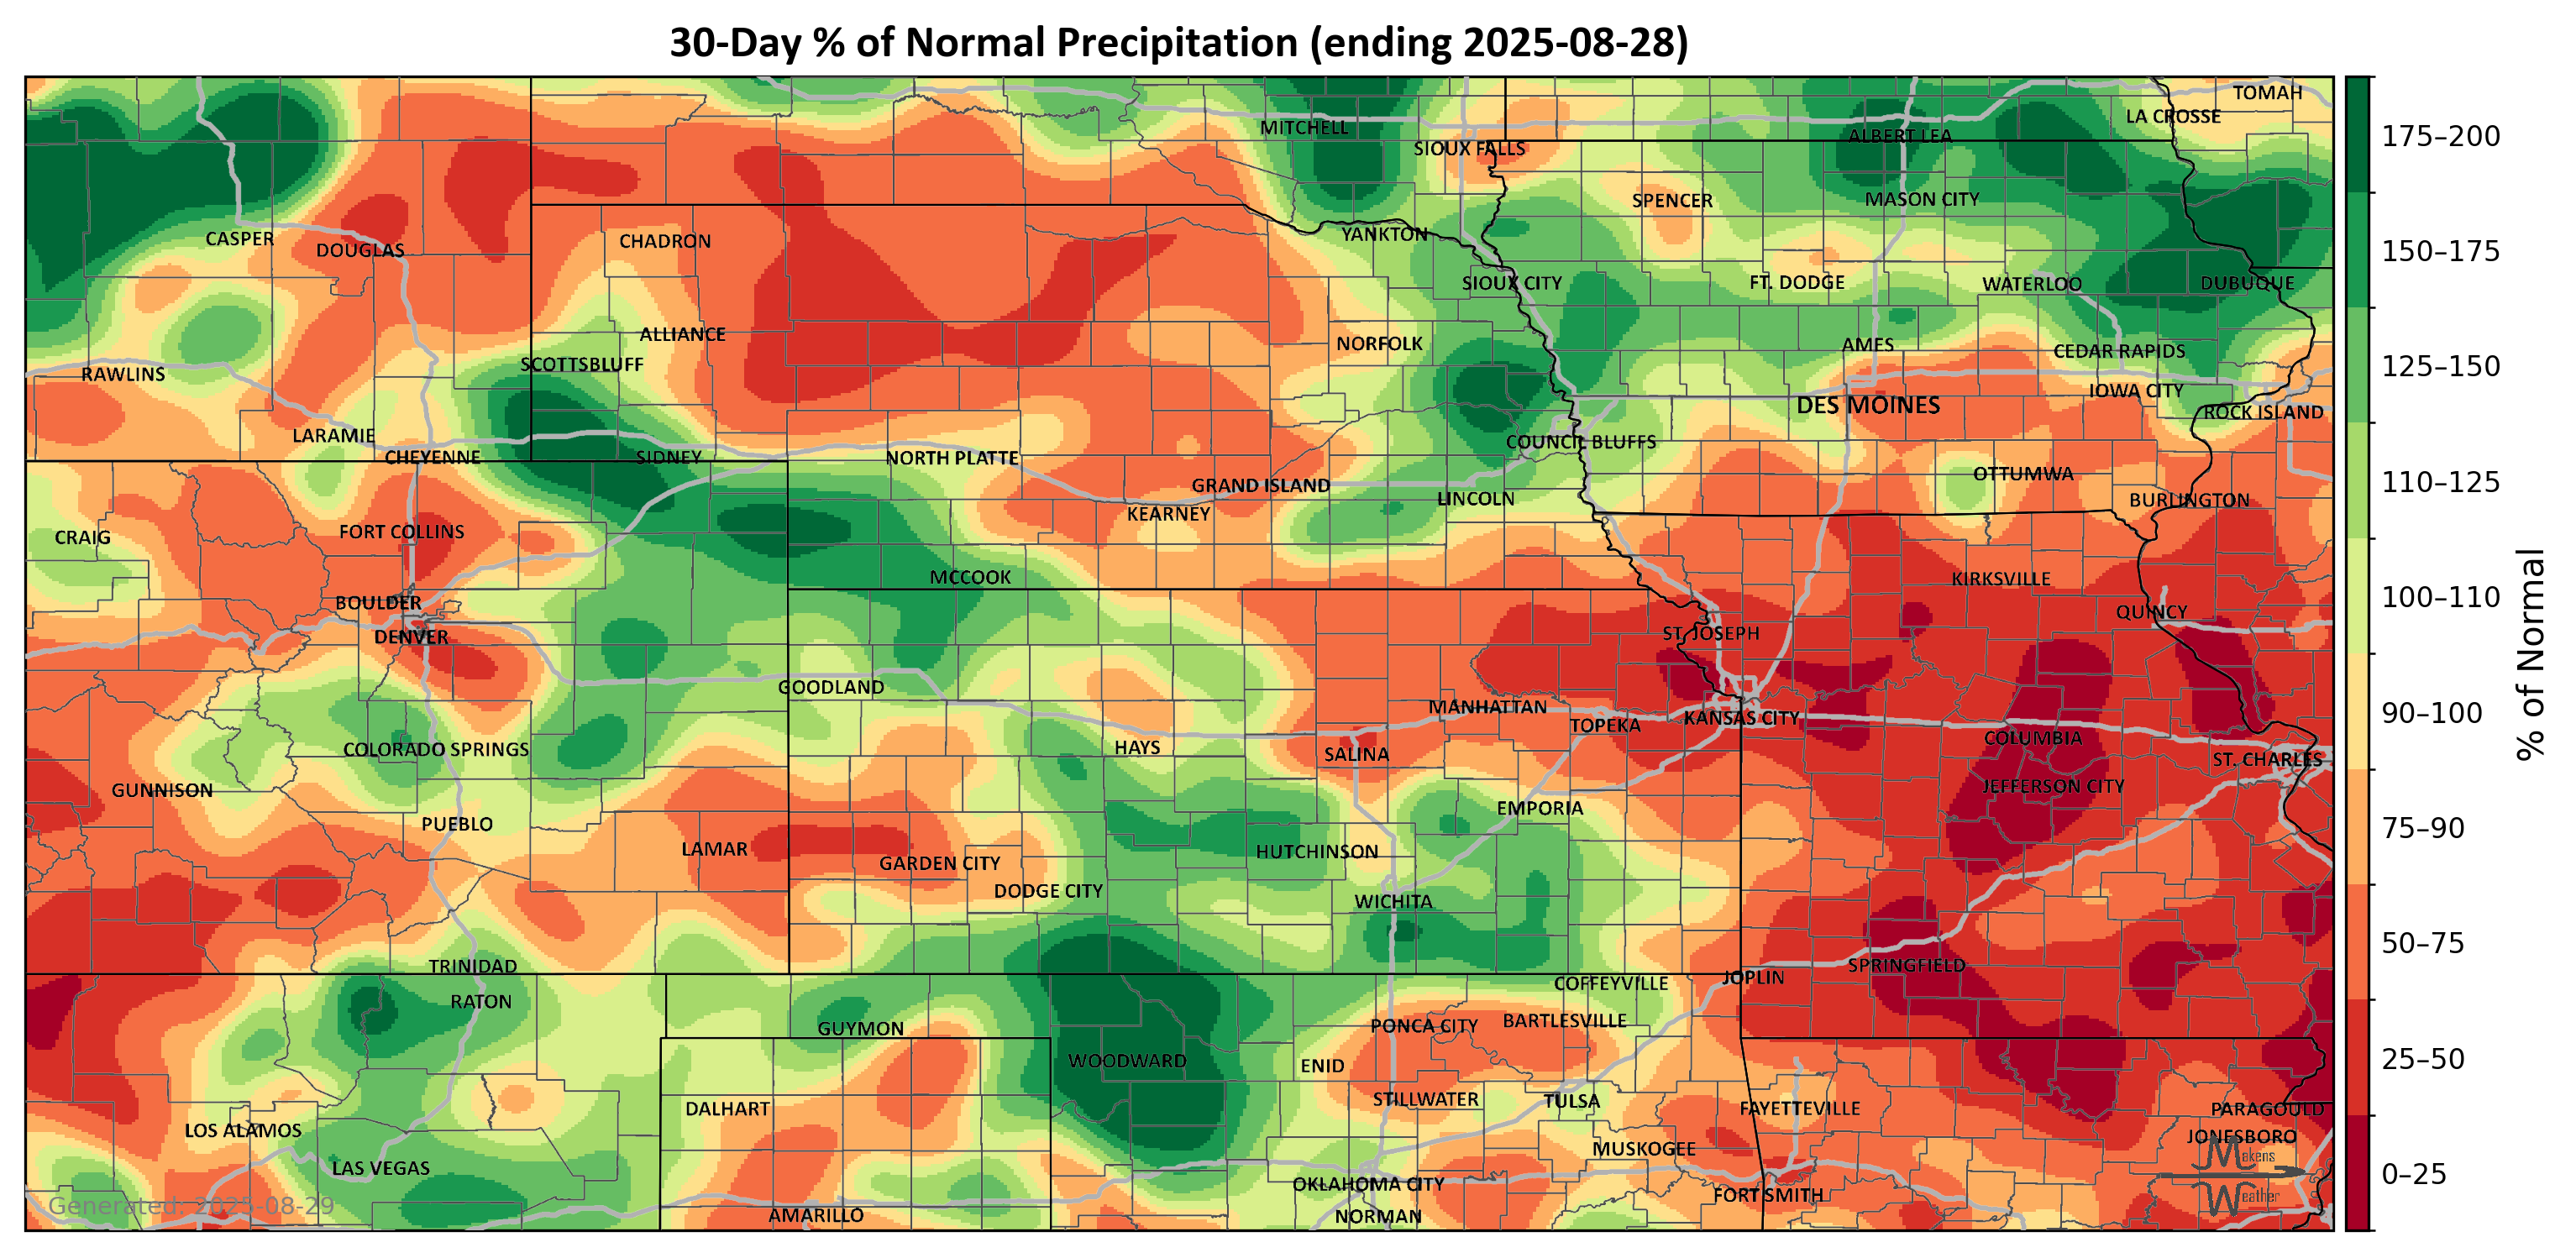 30-Day % of Normal Precipitation (ending 2025-08-28)
TOMAH
LA CROSSE
MITCHELL
ALBERT LEA
SIOUX FALLS
SPENCER
MASON CITY
CASPER
DOUGLAS
CHADRON
YANKTON
SIOUX CITY
FT. DODGE
WATERLOO
DUBUQUE
ALLIANCE
NORFOLK
AMES
CEDAR RAPIDS
SCOTTSBLUFF
RAWLINS
IOWA CITY
DES MOINES
ROCK ISLAND
LARAMIE
COUNCIL BLUFFS
CHEYENNE
SIDNEY
NORTH PLATTE
OTTUMWA
GRAND ISLAND
LINCOLN
BURLINGTON
KEARNEY
CRAIG
FORT COLLINS
MCCOOK
KIRKSVILLE
BOULDER
QUINCY
DENVER
ST. JOSEPH
GOODLAND
MANHATTAN
TOPEKA
KANSAS CITY
COLUMBIA
COLORADO SPRINGS
HAYS
SALINA
ST. CHARLES
GUNNISON
JEFFERSON CITY
EMPORIA
PUEBLO
LAMAR
HUTCHINSON
GARDEN CITY
DODGE CITY
WICHITA
TRINIDAD
SPRINGFIELD
JOPLIN
COFFEYVILLE
RATON
GUYMON
PONCA CITY
BARTLESVILLE
WOODWARD
ENID
DALHART
STILLWATER
TULSA
FAYETTEVILLE
PARAGOULD
LOS ALAMOS
JONESBORO
MUSKOGEE
LAS VEGAS
OKLAHOMA CITY
FORT SMITH
AMARILLO
NORMAN
Generated: 2025-08-29
Makens
Weather
175–200
150–175
125–150
110–125
100–110
90–100
75–90
50–75
25–50
0–25
% of Normal